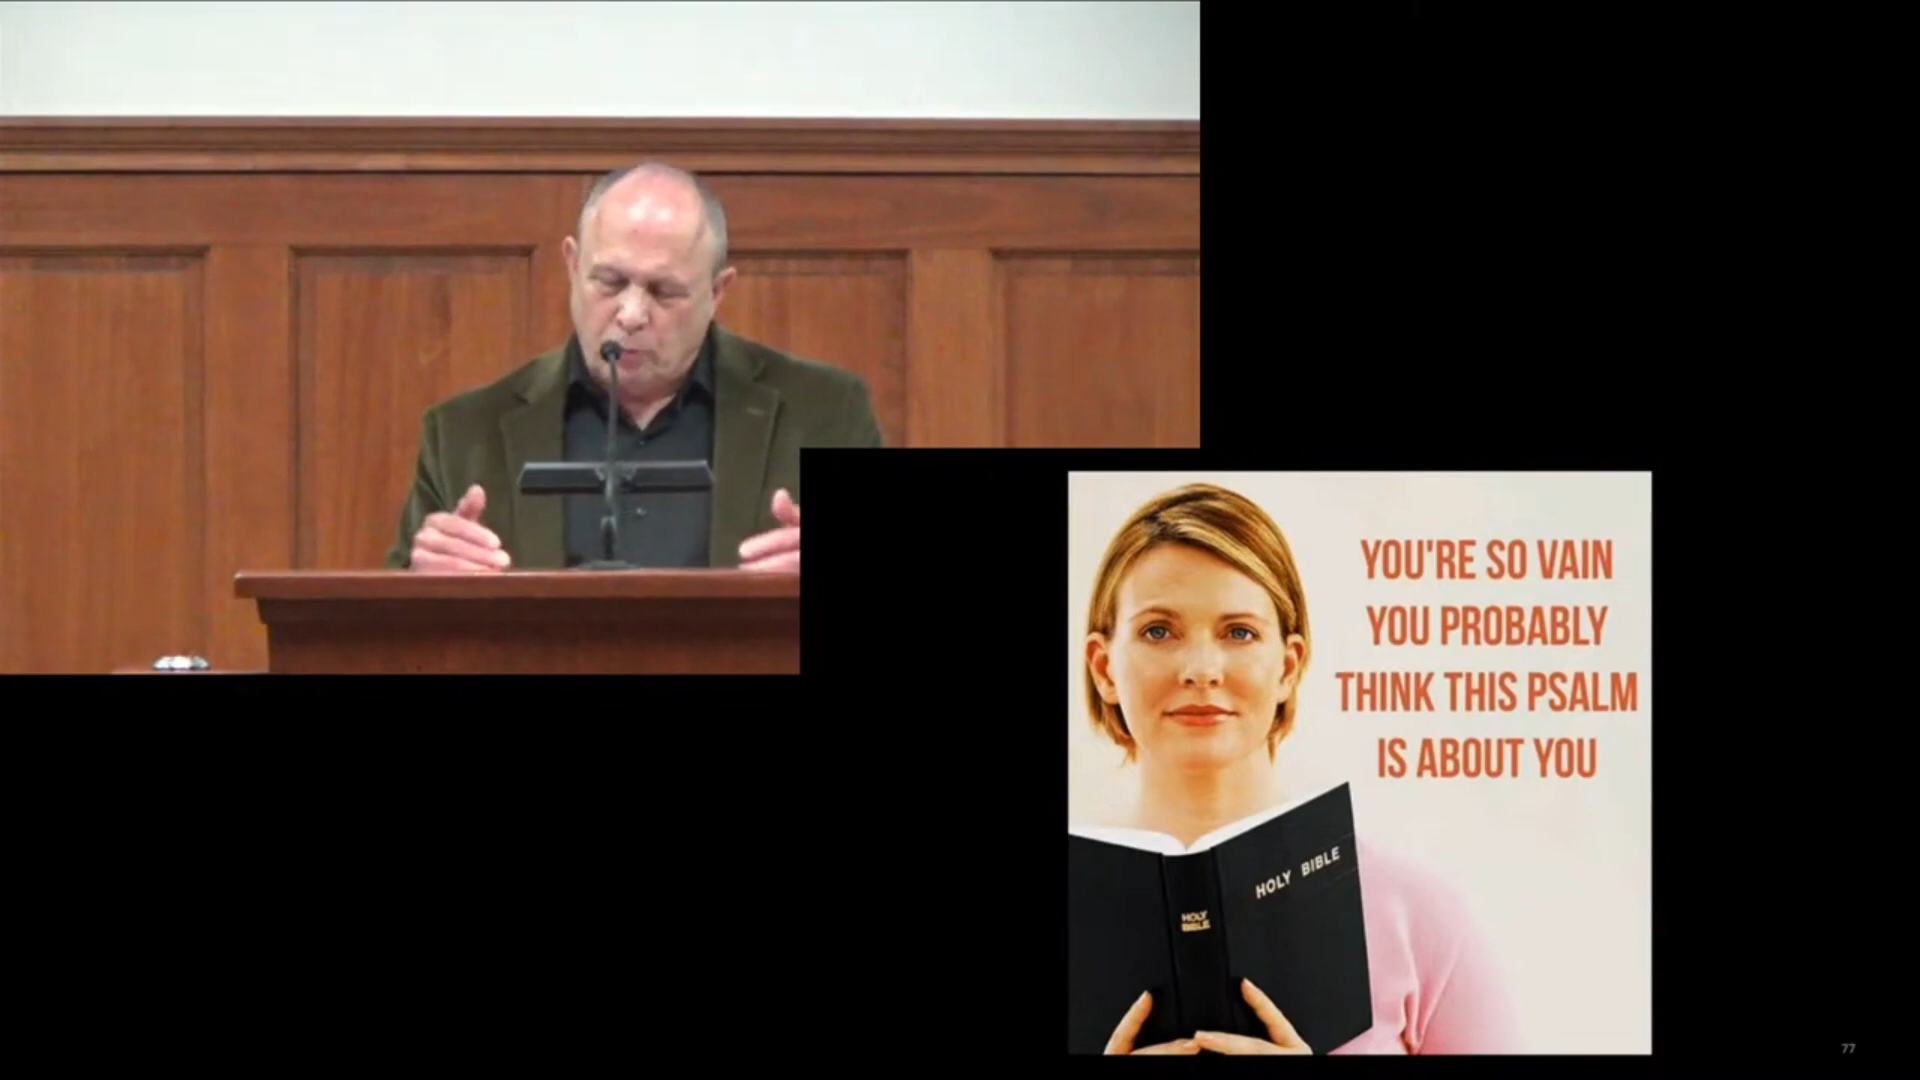 YOU'RE SO VAIN
YOU PROBABLY
THINK THIS PSALM
IS ABOUT YOU
HOLY BIBLE
HOLY
BIBLE
77